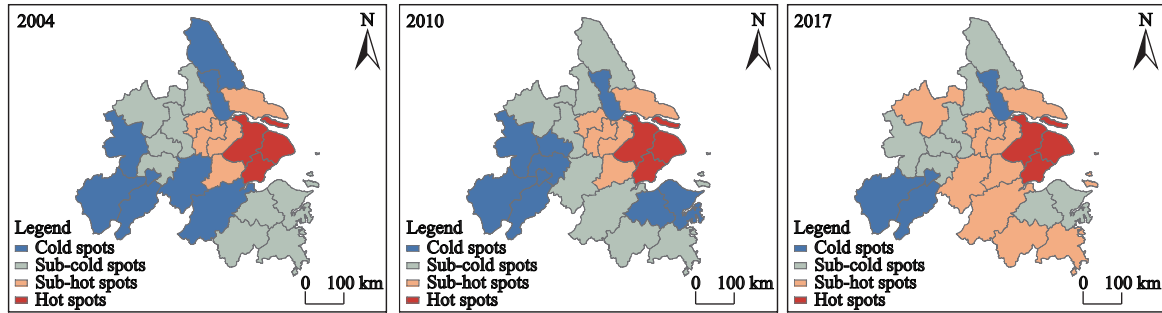 2004
N
Legend
Cold spots
Sub-cold spots
Sub-hot spots
Hot spots
0 100 km
2010
N
Legend
Cold spots
Sub-cold spots
Sub-hot spots
Hot spots
0 100 km
2017
N
Legend
Cold spots
Sub-cold spots
Sub-hot spots
Hot spots
0 100 km